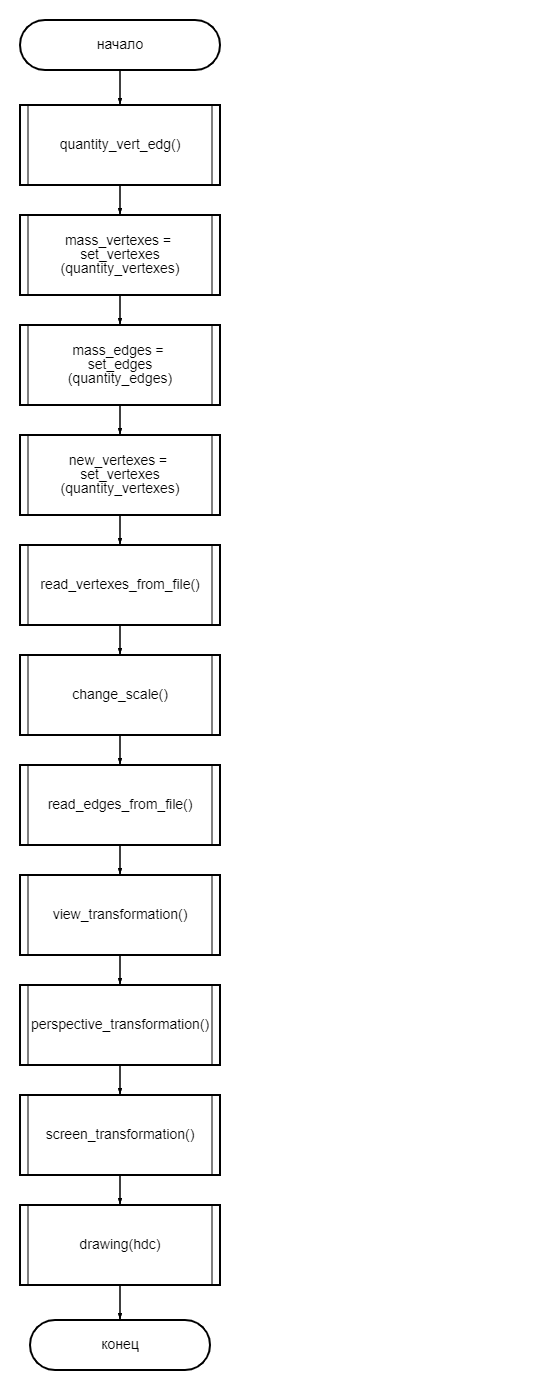 начало
quantity_vert_edg()
mass_vertexes =
set_vertexes
(quantity_vertexes)
mass_edges =
set_edges
(quantity_edges)
new_vertexes =
set_vertexes
(quantity_vertexes)
read_vertexes_from_file()
change_scale()
read_edges_from_file()
view_transformation()
perspective_transformation()
screen_transformation()
drawing(hdc)
конец